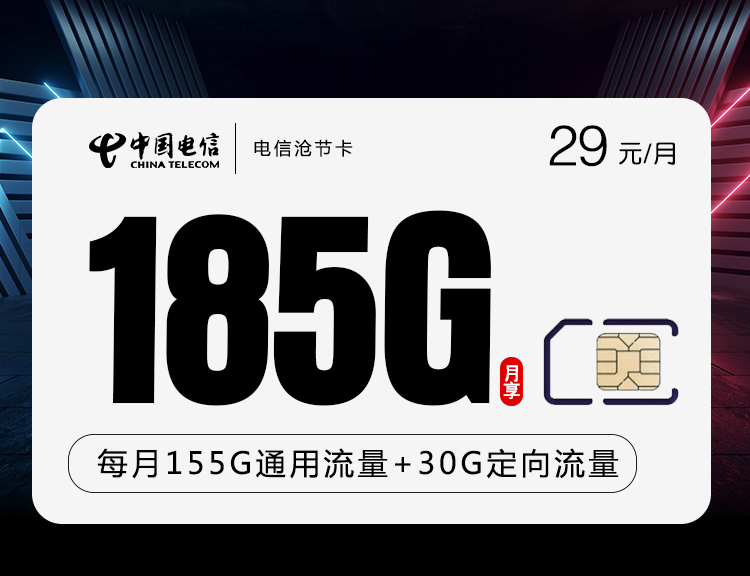 中国电信
CHINA TELECOM
电信沧节卡
29 元/月
185G
月享
每月155G通用流量+30G定向流量